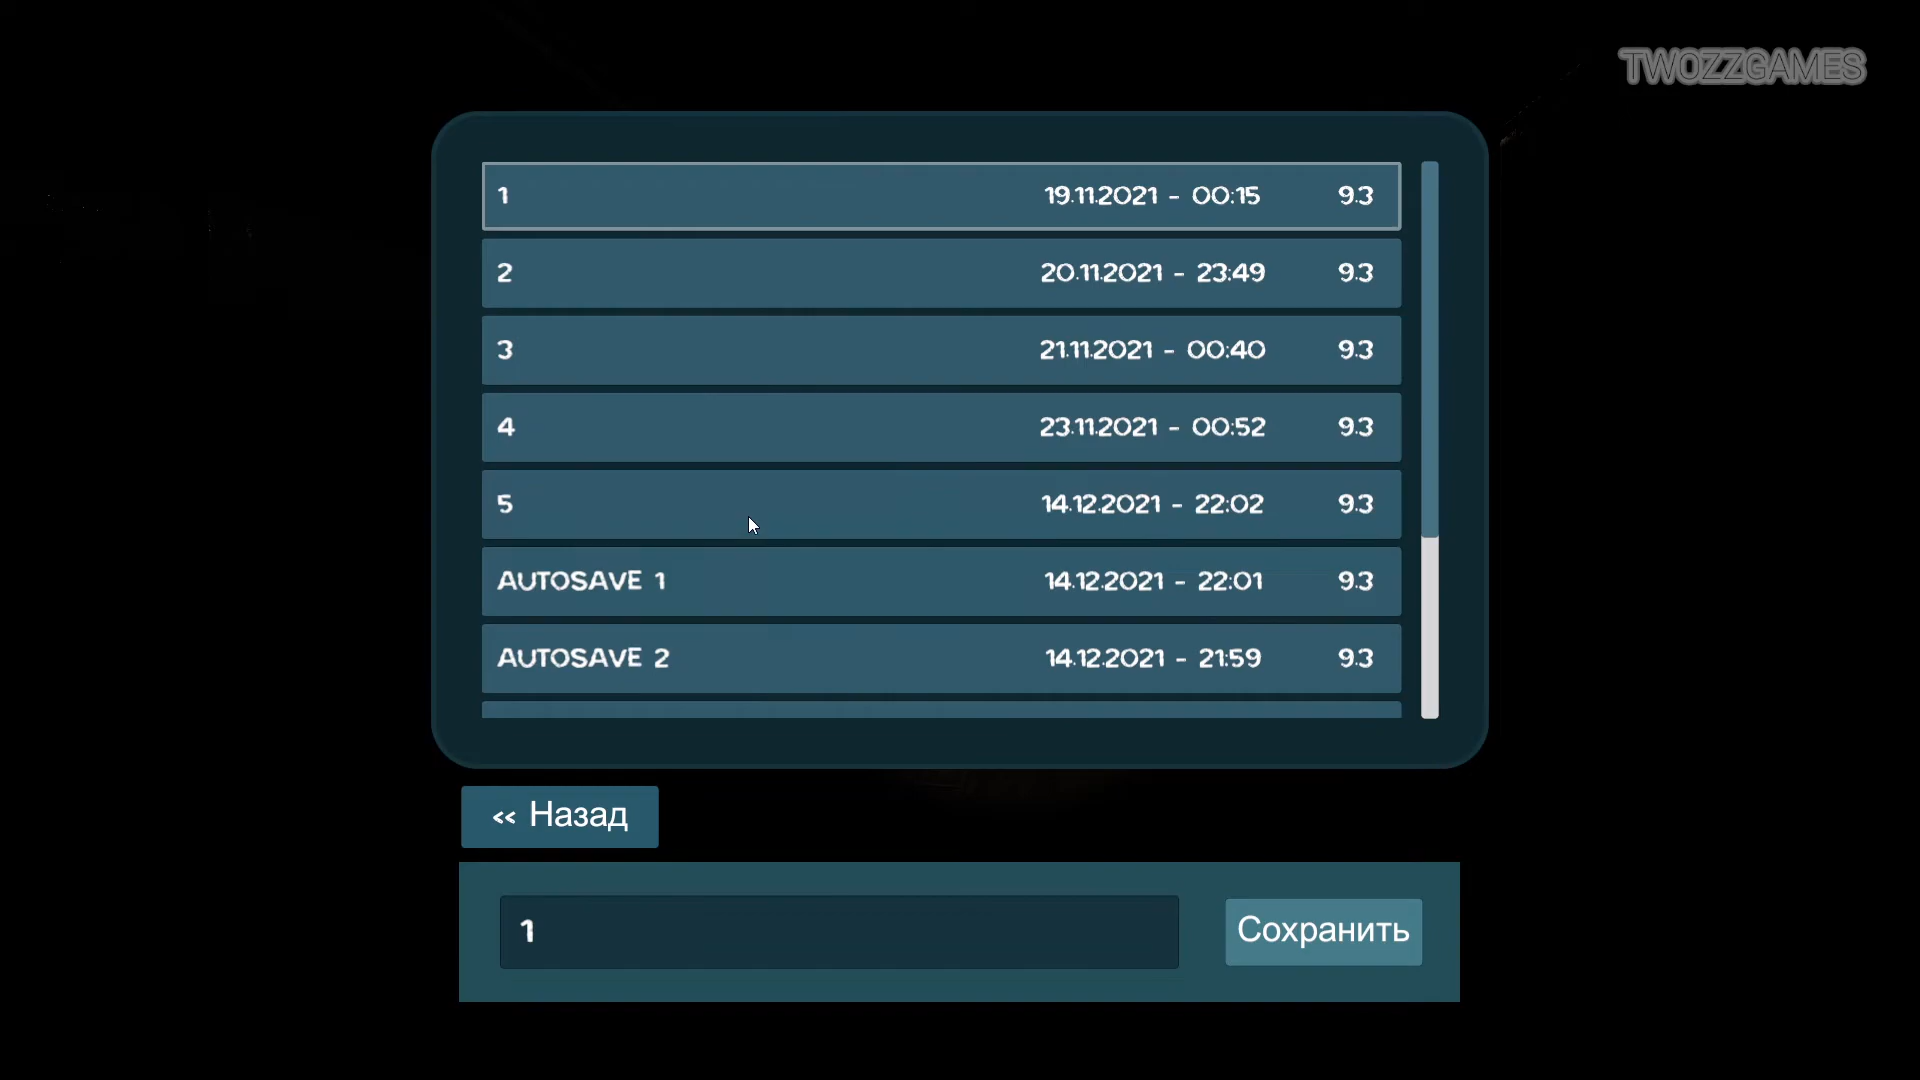 TWOZZGAMES
1 19.11.2021 - 00:15 9.3
2 20.11.2021 - 23:49 9.3
3 21.11.2021 - 00:40 9.3
4 23.11.2021 - 00:52 9.3
5 14.12.2021 - 22:02 9.3
AUTOSAVE 1 14.12.2021 - 22:01 9.3
AUTOSAVE 2 14.12.2021 - 21:59 9.3
<< Назад
1 Сохранить